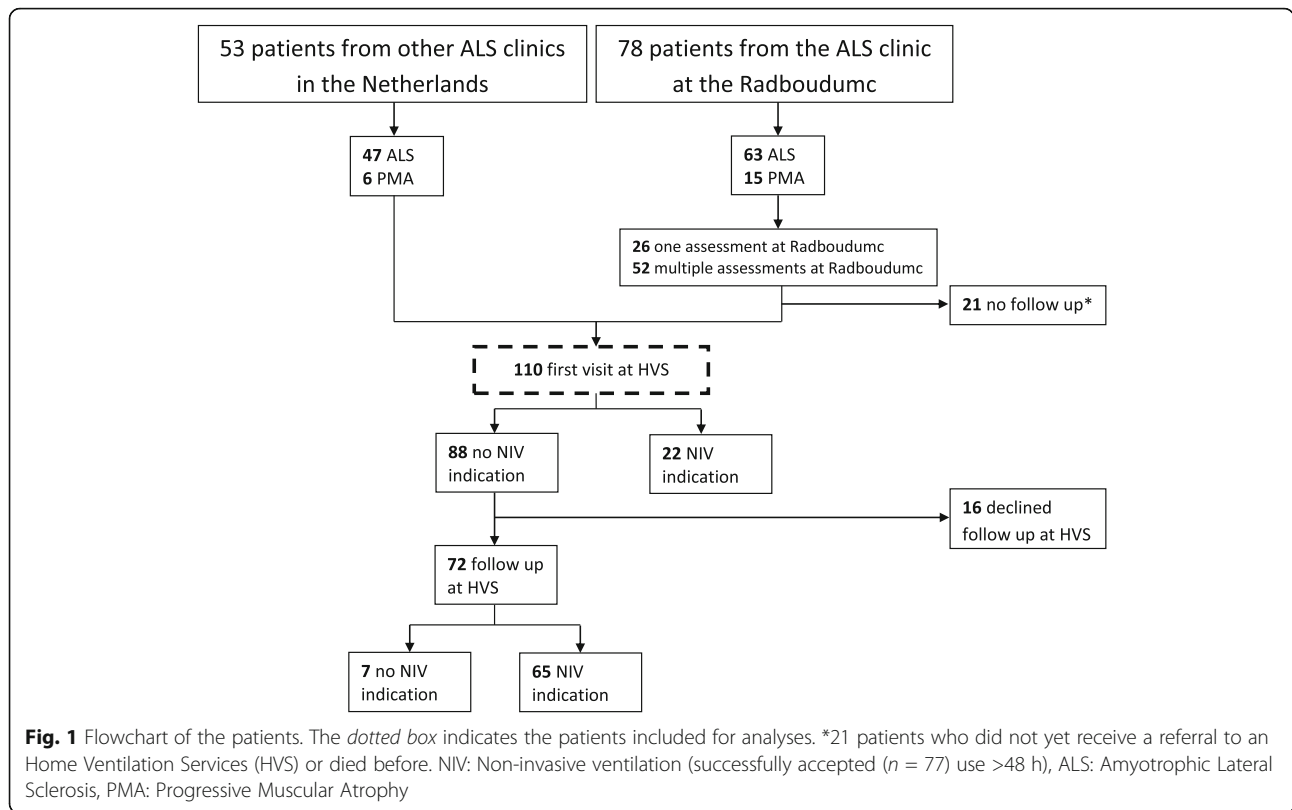 53 patients from other ALS clinics
in the Netherlands
78 patients from the ALS clinic
at the Radboudumc
47 ALS
6 PMA
63 ALS
15 PMA
26 one assessment at Radboudumc
52 multiple assessments at Radboudumc
21 no follow up*
110 first visit at HVS
88 no NIV
indication
22 NIV
indication
16 declined
follow up at HVS
72 follow up
at HVS
7 no NIV
indication
65 NIV
indication
Fig. 1 Flowchart of the patients. The dotted box indicates the patients included for analyses. *21 patients who did not yet receive a referral to an
Home Ventilation Services (HVS) or died before. NIV: Non-invasive ventilation (successfully accepted (n = 77) use >48 h), ALS: Amyotrophic Lateral
Sclerosis, PMA: Progressive Muscular Atrophy